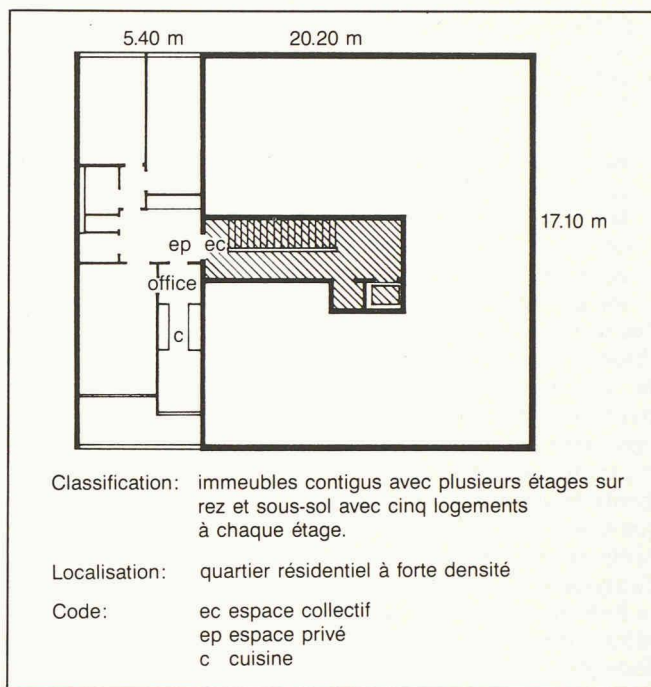 5.40 m 20.20 m
17.10 m
ep ec
office
c
Classification: immeubles contigus avec plusieurs étages sur
rez et sous-sol avec cinq logements
à chaque étage.
Localisation: quartier résidentiel à forte densité
Code: ec espace collectif
ep espace privé
c cuisine